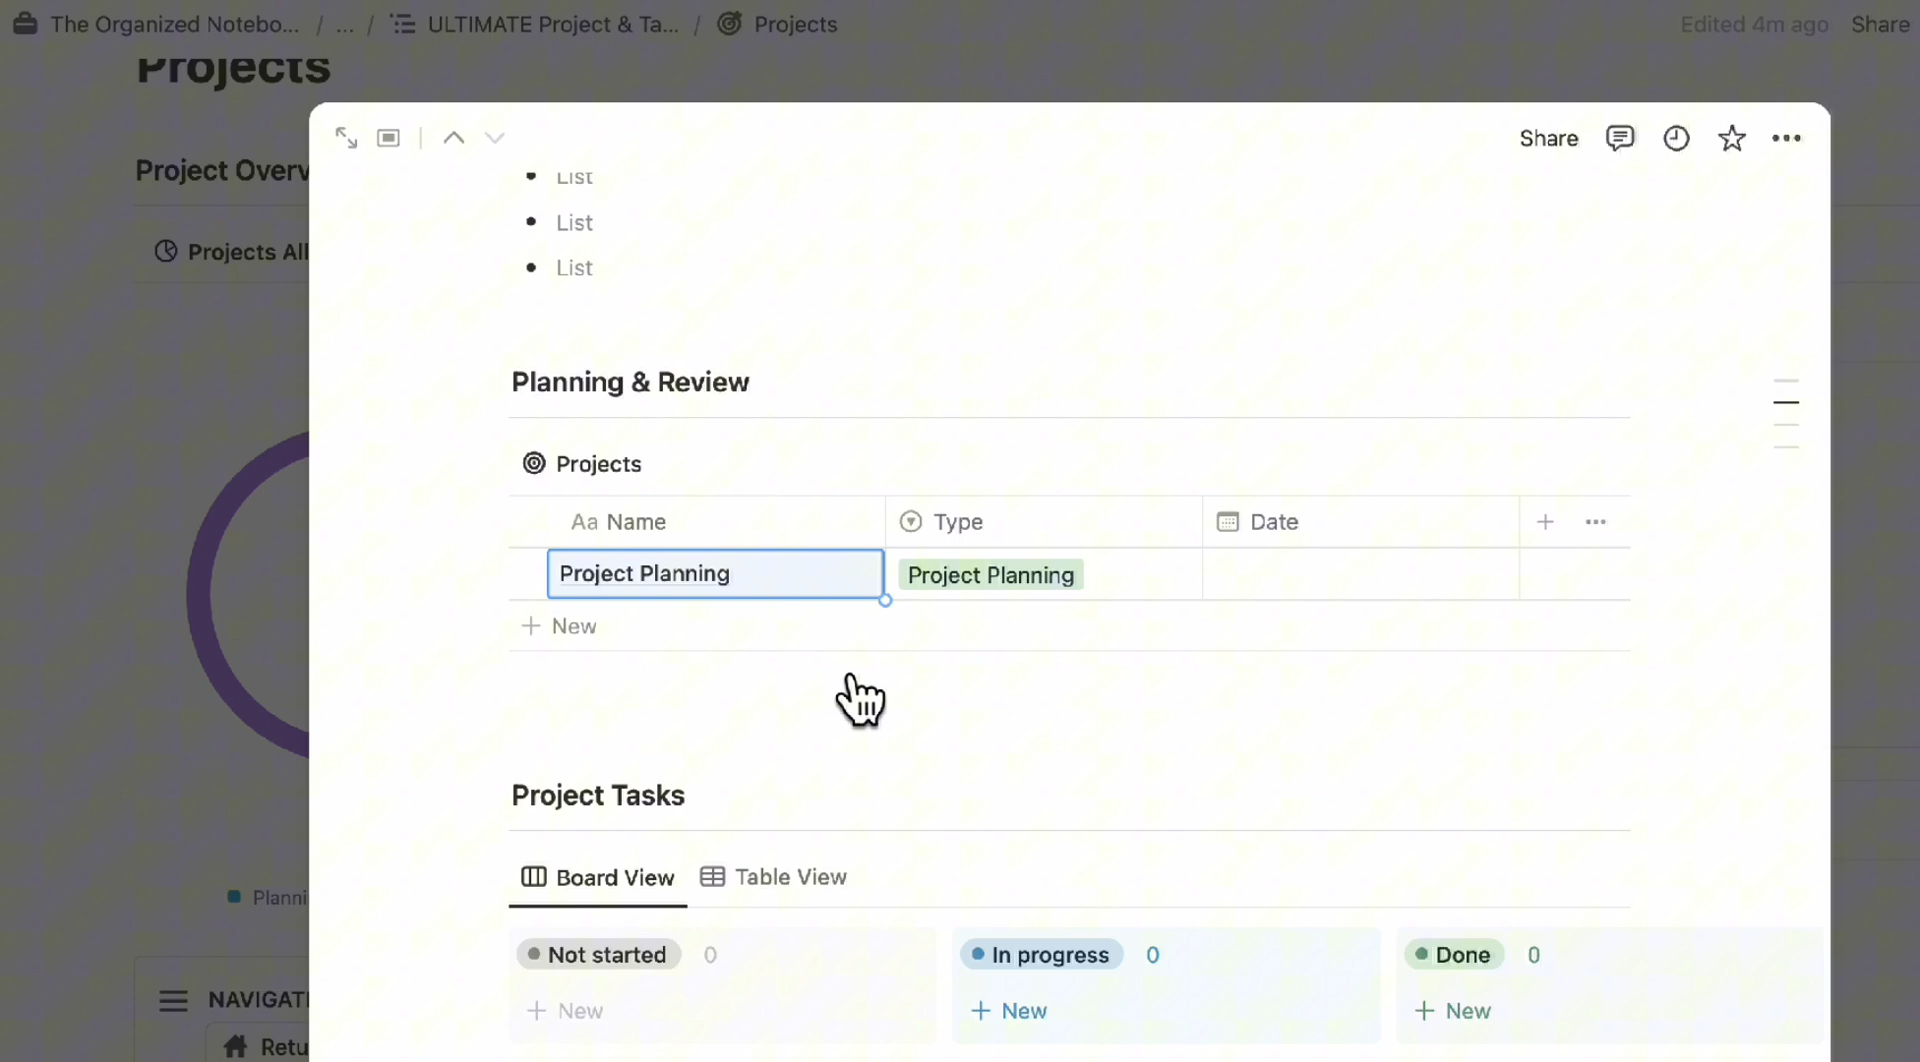 The Organized Notebo... / ... / ULTIMATE Project & Ta... / Projects
Edited 4m ago Share
Projects
Project Overv
Projects All
Share
List
List
List
Planning & Review
Projects
Aa Name Type Date
Project Planning Project Planning
New
Project Tasks
Board View Table View
Not started 0 In progress 0 Done 0
New New New
Planni
NAVIGATI
Retu